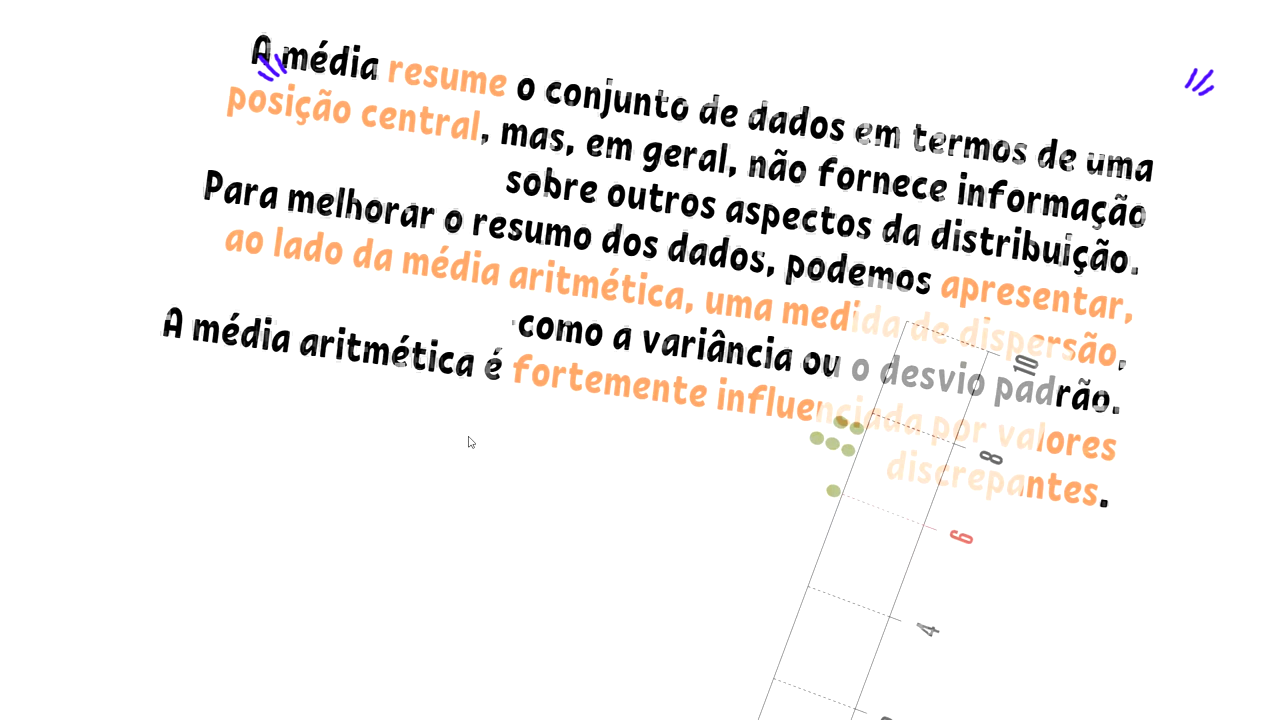 A média resume o conjunto de dados em termos de uma
posição central, mas, em geral, não fornece informação
sobre outros aspectos da distribuição.
Para melhorar o resumo dos dados, podemos apresentar,
ao lado da média aritmética, uma medida de dispersão,
como a variância ou o desvio padrão.
A média aritmética é fortemente influenciada por valores
discrepantes.
10
8
6
4